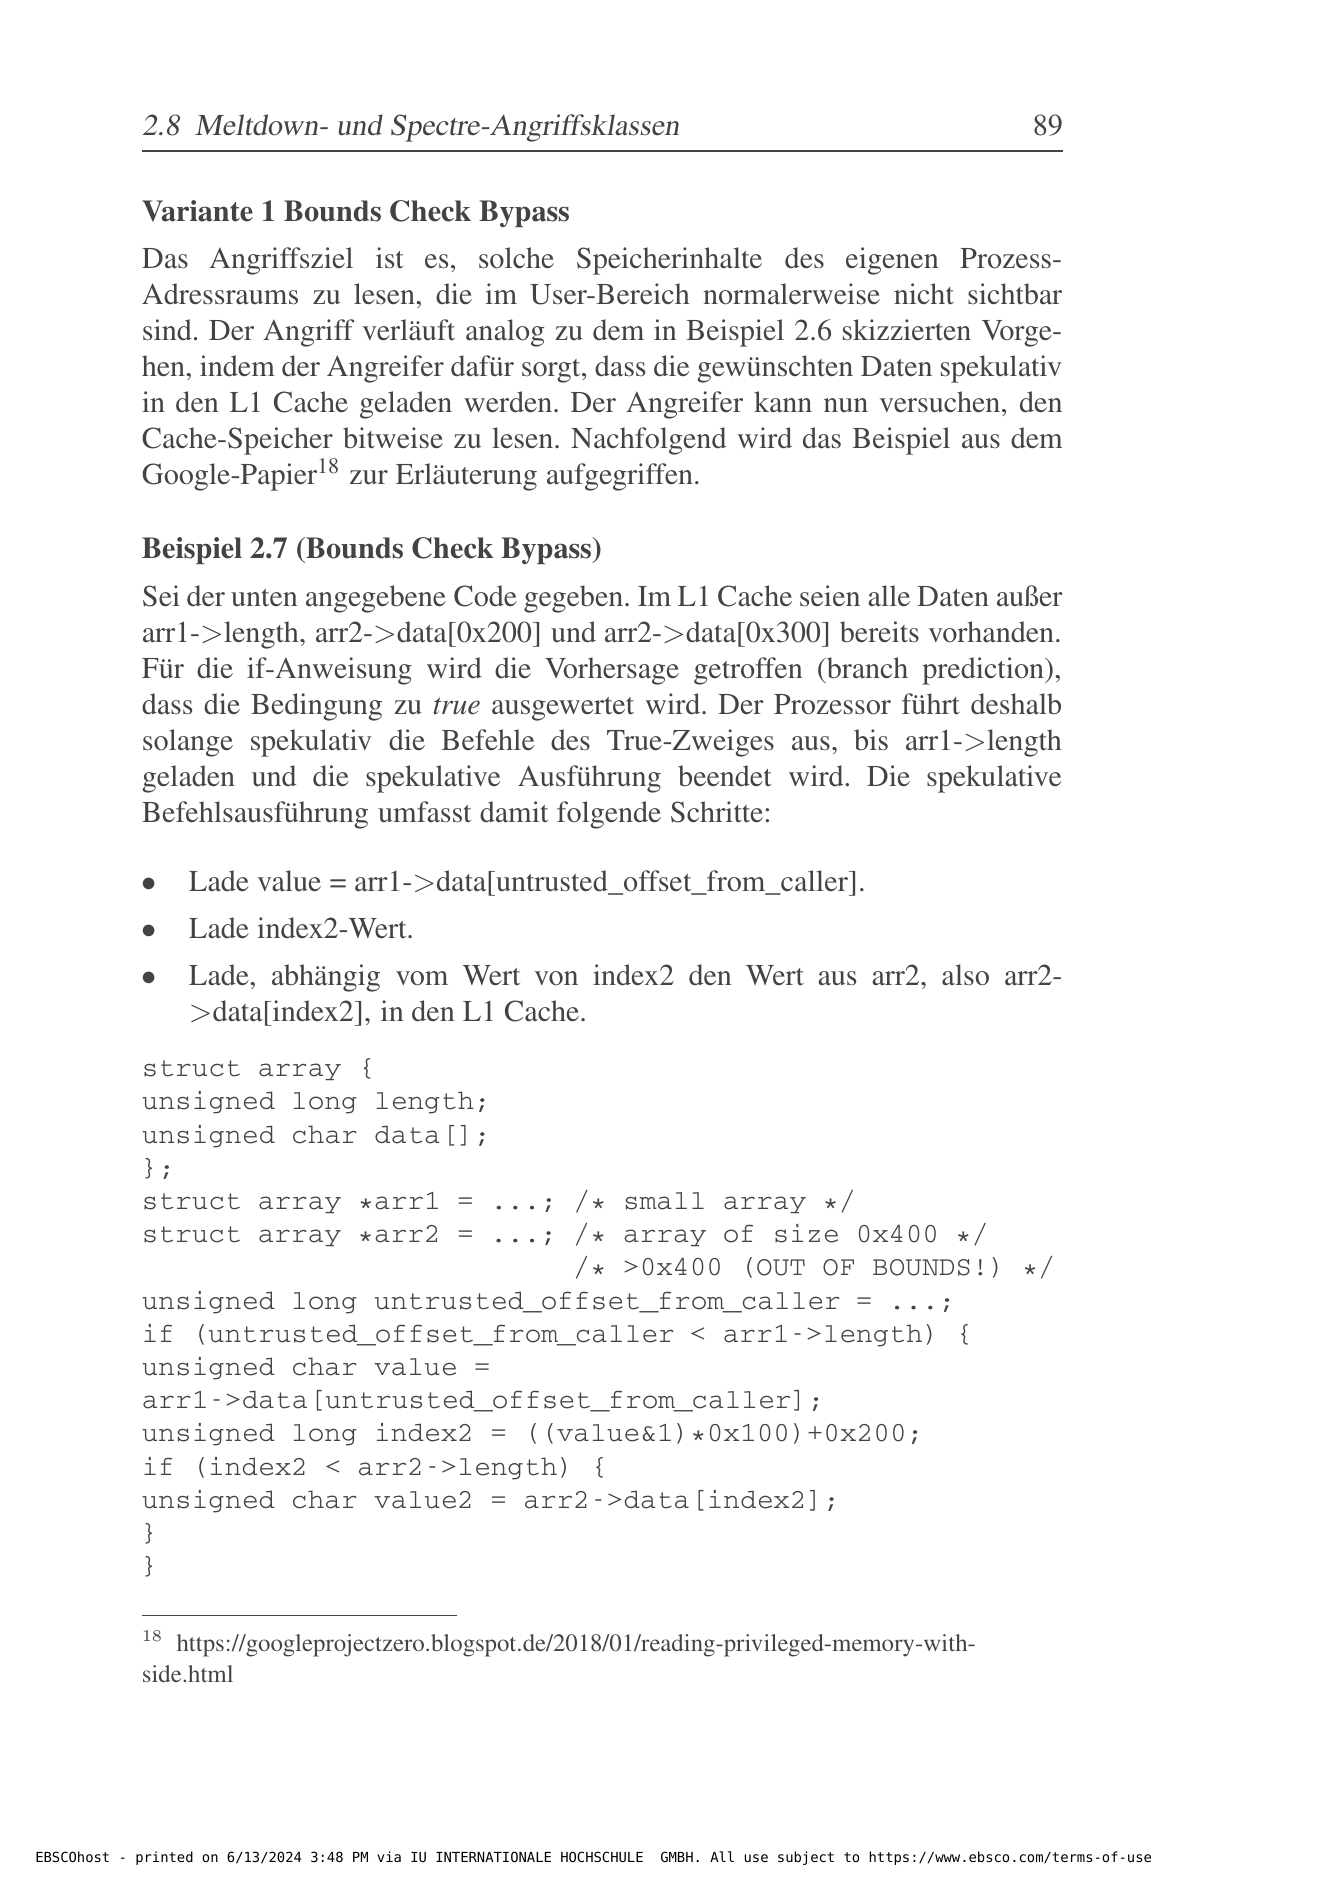 2.8 Meltdown- und Spectre-Angriffsklassen 89
Variante 1 Bounds Check Bypass
Das Angriffsziel ist es, solche Speicherinhalte des eigenen Prozess-
Adressraums zu lesen, die im User-Bereich normalerweise nicht sichtbar
sind. Der Angriff verläuft analog zu dem in Beispiel 2.6 skizzierten Vorge-
hen, indem der Angreifer dafür sorgt, dass die gewünschten Daten spekulativ
in den L1 Cache geladen werden. Der Angreifer kann nun versuchen, den
Cache-Speicher bitweise zu lesen. Nachfolgend wird das Beispiel aus dem
Google-Papier18 zur Erläuterung aufgegriffen.
Beispiel 2.7 (Bounds Check Bypass)
Sei der unten angegebene Code gegeben. Im L1 Cache seien alle Daten außer
arr1->length, arr2->data[0x200] und arr2->data[0x300] bereits vorhanden.
Für die if-Anweisung wird die Vorhersage getroffen (branch prediction),
dass die Bedingung zu true ausgewertet wird. Der Prozessor führt deshalb
solange spekulativ die Befehle des True-Zweiges aus, bis arr1->length
geladen und die spekulative Ausführung beendet wird. Die spekulative
Befehlsausführung umfasst damit folgende Schritte:
• Lade value = arr1->data[untrusted_offset_from_caller].
• Lade index2-Wert.
• Lade, abhängig vom Wert von index2 den Wert aus arr2, also arr2-
>data[index2], in den L1 Cache.
struct array {
unsigned long length;
unsigned char data[];
};
struct array *arr1 = ...; /* small array */
struct array *arr2 = ...; /* array of size 0x400 */
/* >0x400 (OUT OF BOUNDS!) */
unsigned long untrusted_offset_from_caller = ...;
if (untrusted_offset_from_caller < arr1->length) {
unsigned char value =
arr1->data[untrusted_offset_from_caller];
unsigned long index2 = ((value&1)*0x100)+0x200;
if (index2 < arr2->length) {
unsigned char value2 = arr2->data[index2];
}
}
18 https://googleprojectzero.blogspot.de/2018/01/reading-privileged-memory-with-
side.html
EBSCOhost - printed on 6/13/2024 3:48 PM via IU INTERNATIONALE HOCHSCHULE GMBH. All use subject to https://www.ebsco.com/terms-of-use